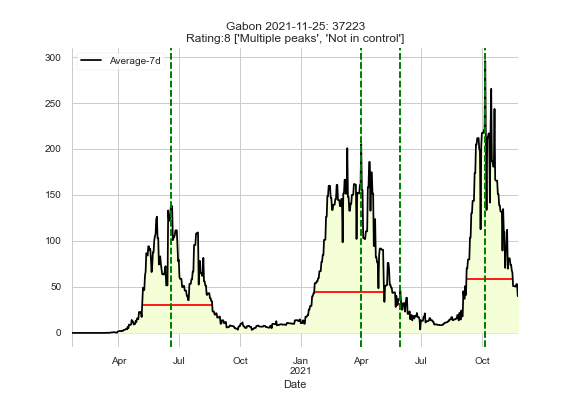 Gabon 2021-11-25: 37223
Rating:8 ['Multiple peaks', 'Not in control']
Average-7d
300
250
200
150
100
50
0
Apr Jul Oct Jan Apr Jul Oct
2021
Date